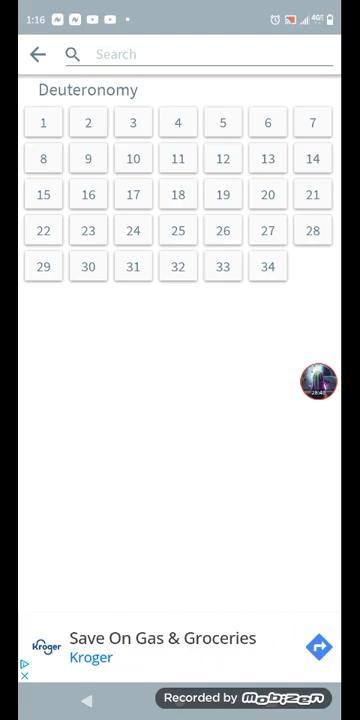 1:16
4G
Search
Deuteronomy
1 2 3 4 5 6 7
8 9 10 11 12 13 14
15 16 17 18 19 20 21
22 23 24 25 26 27 28
29 30 31 32 33 34
Save On Gas & Groceries
Kroger
Kroger
Recorded by mobizen